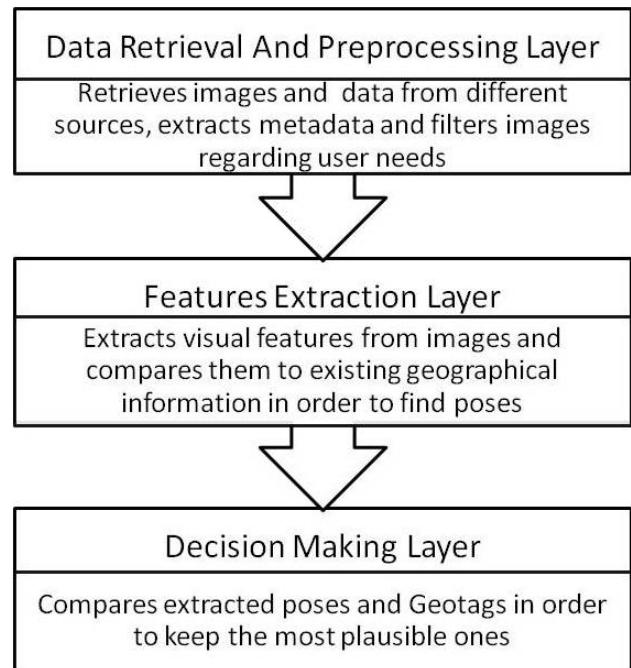 Data Retrieval And Preprocessing Layer
Retrieves images and data from different
sources, extracts metadata and filters images
regarding user needs
Features Extraction Layer
Extracts visual features from images and
compares them to existing geographical
information in order to find poses
Decision Making Layer
Compares extracted poses and Geotags in order
to keep the most plausible ones